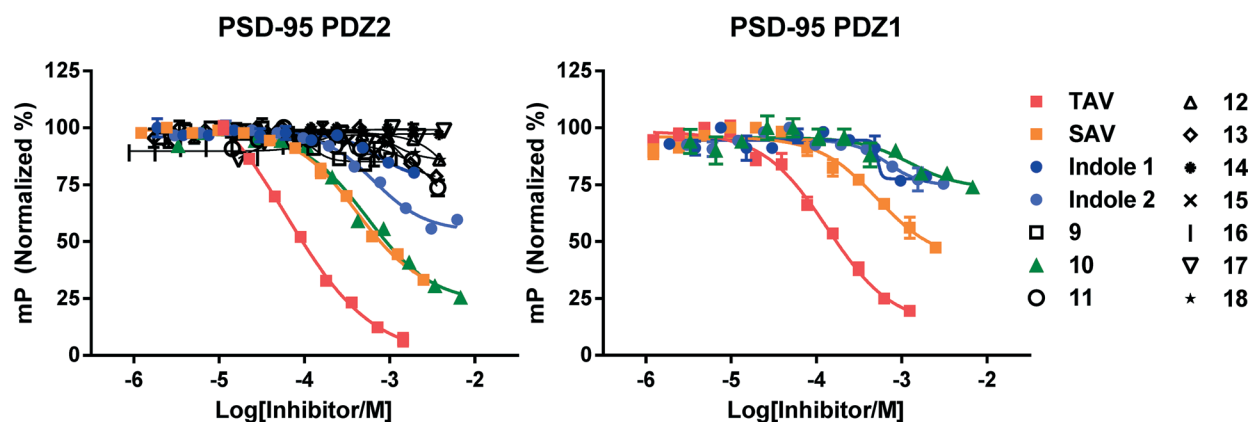 PSD-95 PDZ2
mP (Normalized %)
125
100
75
50
25
0
-6 -5 -4 -3 -2
Log[Inhibitor/M]
PSD-95 PDZ1
mP (Normalized %)
125
100
75
50
25
0
-6 -5 -4 -3 -2
Log[Inhibitor/M]
TAV
SAV
Indole 1
Indole 2
9
10
11
12
13
14
15
16
17
18